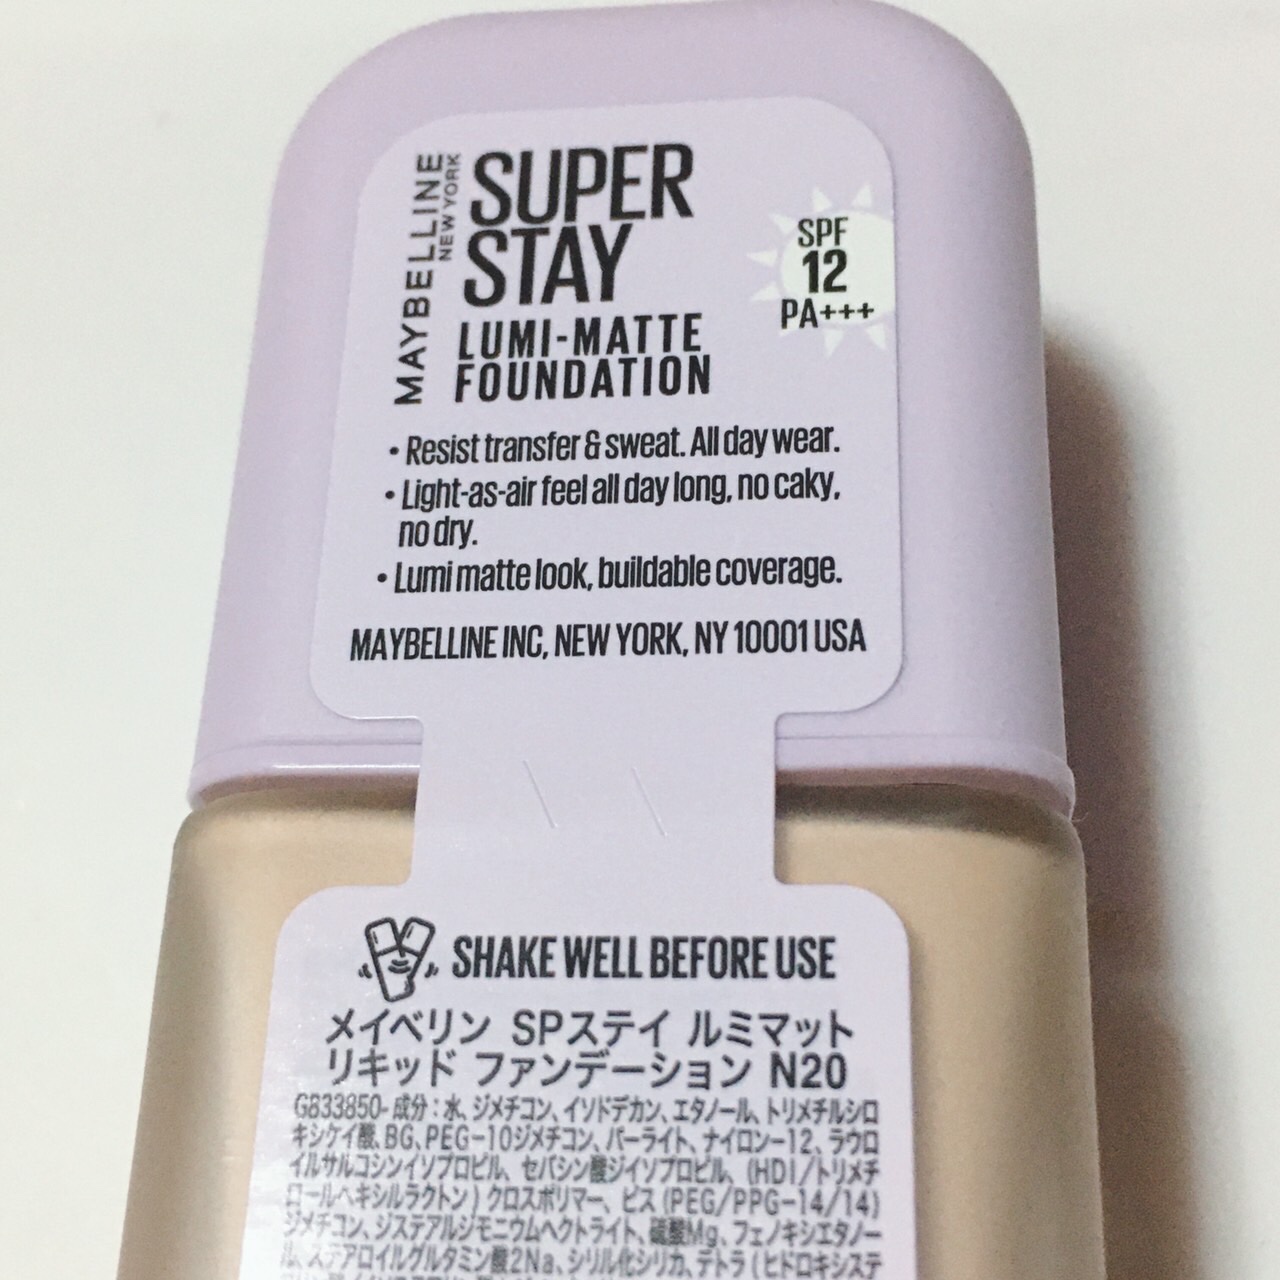 MAYBELLINE
NEW YORK
SUPER
STAY
LUMI-MATTE
FOUNDATION
SPF
12
PA+++
• Resist transfer & sweat. All day wear.
• Light-as-air feel all day long, no caky,
no dry.
• Lumi matte look, buildable coverage.
MAYBELLINE INC, NEW YORK, NY 10001 USA
SHAKE WELL BEFORE USE
メイベリン SPステイ ルミマット
リキッド ファンデーション N20
G833850- 成分：水、ジメチコン、イソドデカン、エタノール、トリメチルシロ
キシケイ酸、BG、PEG-10ジメチコン、パーライト、ナイロン-12、ラウロ
イルサルコシンイソプロピル、セバシン酸ジイソプロピル、(HDI/トリメチ
ロールヘキシルラクトン) クロスポリマー、ビス (PEG/PPG-14/14)
ジメチコン、ジステアルジモニウムヘクトライト、硫酸Mg、フェノキシエタノー
ル、ステアロイルグルタミン酸2Na、シリル化シリカ、テトラ (ヒドロキシステ